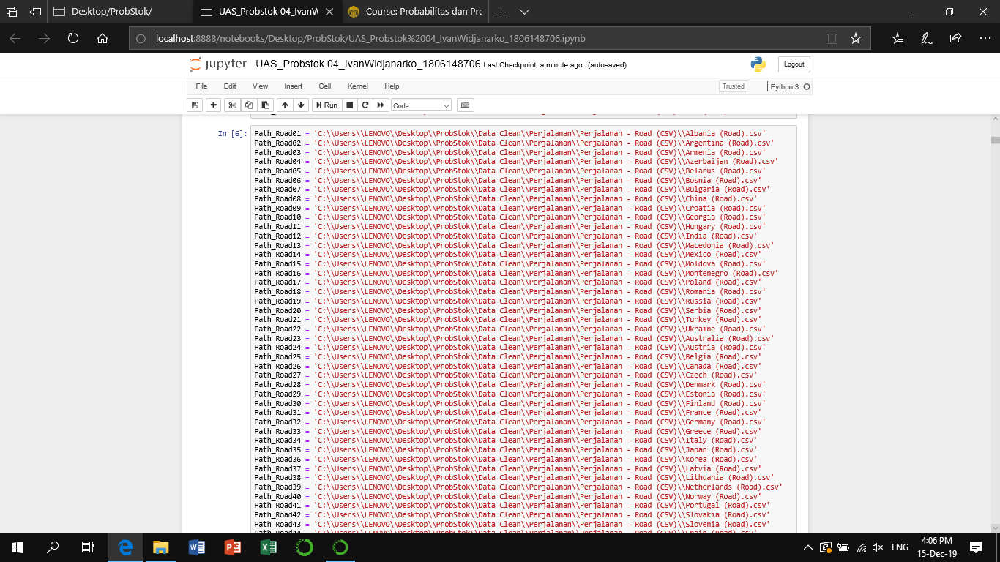 Desktop/ProbStok/
UAS_Probstok 04_IvanW
Course: Probabilitas dan Pro
localhost:8888/notebooks/Desktop/ProbStok/UAS_Probstok%2004_IvanWidjanarko_1806148706.ipynb
jupyter UAS_Probstok 04_IvanWidjanarko_1806148706 Last Checkpoint: a minute ago (autosaved)
Logout
File Edit View Insert Cell Kernel Help
Trusted
Python 3
Run
Code
In [6]:
Path_Road01 = 'C:\\Users\\LENOVO\\Desktop\\ProbStok\\Data Clean\\Perjalanan\\Perjalanan - Road (CSV)\\Albania (Road).csv'
Path_Road02 = 'C:\\Users\\LENOVO\\Desktop\\ProbStok\\Data Clean\\Perjalanan\\Perjalanan - Road (CSV)\\Argentina (Road).csv'
Path_Road03 = 'C:\\Users\\LENOVO\\Desktop\\ProbStok\\Data Clean\\Perjalanan\\Perjalanan - Road (CSV)\\Armenia (Road).csv'
Path_Road04 = 'C:\\Users\\LENOVO\\Desktop\\ProbStok\\Data Clean\\Perjalanan\\Perjalanan - Road (CSV)\\Azerbaijan (Road).csv'
Path_Road05 = 'C:\\Users\\LENOVO\\Desktop\\ProbStok\\Data Clean\\Perjalanan\\Perjalanan - Road (CSV)\\Belarus (Road).csv'
Path_Road06 = 'C:\\Users\\LENOVO\\Desktop\\ProbStok\\Data Clean\\Perjalanan\\Perjalanan - Road (CSV)\\Bosnia (Road).csv'
Path_Road07 = 'C:\\Users\\LENOVO\\Desktop\\ProbStok\\Data Clean\\Perjalanan\\Perjalanan - Road (CSV)\\Bulgaria (Road).csv'
Path_Road08 = 'C:\\Users\\LENOVO\\Desktop\\ProbStok\\Data Clean\\Perjalanan\\Perjalanan - Road (CSV)\\China (Road).csv'
Path_Road09 = 'C:\\Users\\LENOVO\\Desktop\\ProbStok\\Data Clean\\Perjalanan\\Perjalanan - Road (CSV)\\Croatia (Road).csv'
Path_Road10 = 'C:\\Users\\LENOVO\\Desktop\\ProbStok\\Data Clean\\Perjalanan\\Perjalanan - Road (CSV)\\Georgia (Road).csv'
Path_Road11 = 'C:\\Users\\LENOVO\\Desktop\\ProbStok\\Data Clean\\Perjalanan\\Perjalanan - Road (CSV)\\Hungary (Road).csv'
Path_Road12 = 'C:\\Users\\LENOVO\\Desktop\\ProbStok\\Data Clean\\Perjalanan\\Perjalanan - Road (CSV)\\India (Road).csv'
Path_Road13 = 'C:\\Users\\LENOVO\\Desktop\\ProbStok\\Data Clean\\Perjalanan\\Perjalanan - Road (CSV)\\Macedonia (Road).csv'
Path_Road14 = 'C:\\Users\\LENOVO\\Desktop\\ProbStok\\Data Clean\\Perjalanan\\Perjalanan - Road (CSV)\\Mexico (Road).csv'
Path_Road15 = 'C:\\Users\\LENOVO\\Desktop\\ProbStok\\Data Clean\\Perjalanan\\Perjalanan - Road (CSV)\\Moldova (Road).csv'
Path_Road16 = 'C:\\Users\\LENOVO\\Desktop\\ProbStok\\Data Clean\\Perjalanan\\Perjalanan - Road (CSV)\\Montenegro (Road).csv'
Path_Road17 = 'C:\\Users\\LENOVO\\Desktop\\ProbStok\\Data Clean\\Perjalanan\\Perjalanan - Road (CSV)\\Poland (Road).csv'
Path_Road18 = 'C:\\Users\\LENOVO\\Desktop\\ProbStok\\Data Clean\\Perjalanan\\Perjalanan - Road (CSV)\\Romania (Road).csv'
Path_Road19 = 'C:\\Users\\LENOVO\\Desktop\\ProbStok\\Data Clean\\Perjalanan\\Perjalanan - Road (CSV)\\Russia (Road).csv'
Path_Road20 = 'C:\\Users\\LENOVO\\Desktop\\ProbStok\\Data Clean\\Perjalanan\\Perjalanan - Road (CSV)\\Serbia (Road).csv'
Path_Road21 = 'C:\\Users\\LENOVO\\Desktop\\ProbStok\\Data Clean\\Perjalanan\\Perjalanan - Road (CSV)\\Turkey (Road).csv'
Path_Road22 = 'C:\\Users\\LENOVO\\Desktop\\ProbStok\\Data Clean\\Perjalanan\\Perjalanan - Road (CSV)\\Ukraine (Road).csv'
Path_Road23 = 'C:\\Users\\LENOVO\\Desktop\\ProbStok\\Data Clean\\Perjalanan\\Perjalanan - Road (CSV)\\Australia (Road).csv'
Path_Road24 = 'C:\\Users\\LENOVO\\Desktop\\ProbStok\\Data Clean\\Perjalanan\\Perjalanan - Road (CSV)\\Austria (Road).csv'
Path_Road25 = 'C:\\Users\\LENOVO\\Desktop\\ProbStok\\Data Clean\\Perjalanan\\Perjalanan - Road (CSV)\\Belgia (Road).csv'
Path_Road26 = 'C:\\Users\\LENOVO\\Desktop\\ProbStok\\Data Clean\\Perjalanan\\Perjalanan - Road (CSV)\\Canada (Road).csv'
Path_Road27 = 'C:\\Users\\LENOVO\\Desktop\\ProbStok\\Data Clean\\Perjalanan\\Perjalanan - Road (CSV)\\Czech (Road).csv'
Path_Road28 = 'C:\\Users\\LENOVO\\Desktop\\ProbStok\\Data Clean\\Perjalanan\\Perjalanan - Road (CSV)\\Denmark (Road).csv'
Path_Road29 = 'C:\\Users\\LENOVO\\Desktop\\ProbStok\\Data Clean\\Perjalanan\\Perjalanan - Road (CSV)\\Estonia (Road).csv'
Path_Road30 = 'C:\\Users\\LENOVO\\Desktop\\ProbStok\\Data Clean\\Perjalanan\\Perjalanan - Road (CSV)\\Finland (Road).csv'
Path_Road31 = 'C:\\Users\\LENOVO\\Desktop\\ProbStok\\Data Clean\\Perjalanan\\Perjalanan - Road (CSV)\\France (Road).csv'
Path_Road32 = 'C:\\Users\\LENOVO\\Desktop\\ProbStok\\Data Clean\\Perjalanan\\Perjalanan - Road (CSV)\\Germany (Road).csv'
Path_Road33 = 'C:\\Users\\LENOVO\\Desktop\\ProbStok\\Data Clean\\Perjalanan\\Perjalanan - Road (CSV)\\Greece (Road).csv'
Path_Road34 = 'C:\\Users\\LENOVO\\Desktop\\ProbStok\\Data Clean\\Perjalanan\\Perjalanan - Road (CSV)\\Italy (Road).csv'
Path_Road35 = 'C:\\Users\\LENOVO\\Desktop\\ProbStok\\Data Clean\\Perjalanan\\Perjalanan - Road (CSV)\\Japan (Road).csv'
Path_Road36 = 'C:\\Users\\LENOVO\\Desktop\\ProbStok\\Data Clean\\Perjalanan\\Perjalanan - Road (CSV)\\Korea (Road).csv'
Path_Road37 = 'C:\\Users\\LENOVO\\Desktop\\ProbStok\\Data Clean\\Perjalanan\\Perjalanan - Road (CSV)\\Latvia (Road).csv'
Path_Road38 = 'C:\\Users\\LENOVO\\Desktop\\ProbStok\\Data Clean\\Perjalanan\\Perjalanan - Road (CSV)\\Lithuania (Road).csv'
Path_Road39 = 'C:\\Users\\LENOVO\\Desktop\\ProbStok\\Data Clean\\Perjalanan\\Perjalanan - Road (CSV)\\Netherlands (Road).csv'
Path_Road40 = 'C:\\Users\\LENOVO\\Desktop\\ProbStok\\Data Clean\\Perjalanan\\Perjalanan - Road (CSV)\\Norway (Road).csv'
Path_Road41 = 'C:\\Users\\LENOVO\\Desktop\\ProbStok\\Data Clean\\Perjalanan\\Perjalanan - Road (CSV)\\Portugal (Road).csv'
Path_Road42 = 'C:\\Users\\LENOVO\\Desktop\\ProbStok\\Data Clean\\Perjalanan\\Perjalanan - Road (CSV)\\Slovakia (Road).csv'
Path_Road43 = 'C:\\Users\\LENOVO\\Desktop\\ProbStok\\Data Clean\\Perjalanan\\Perjalanan - Road (CSV)\\Slovenia (Road).csv'
ENG
4:06 PM
15-Dec-19